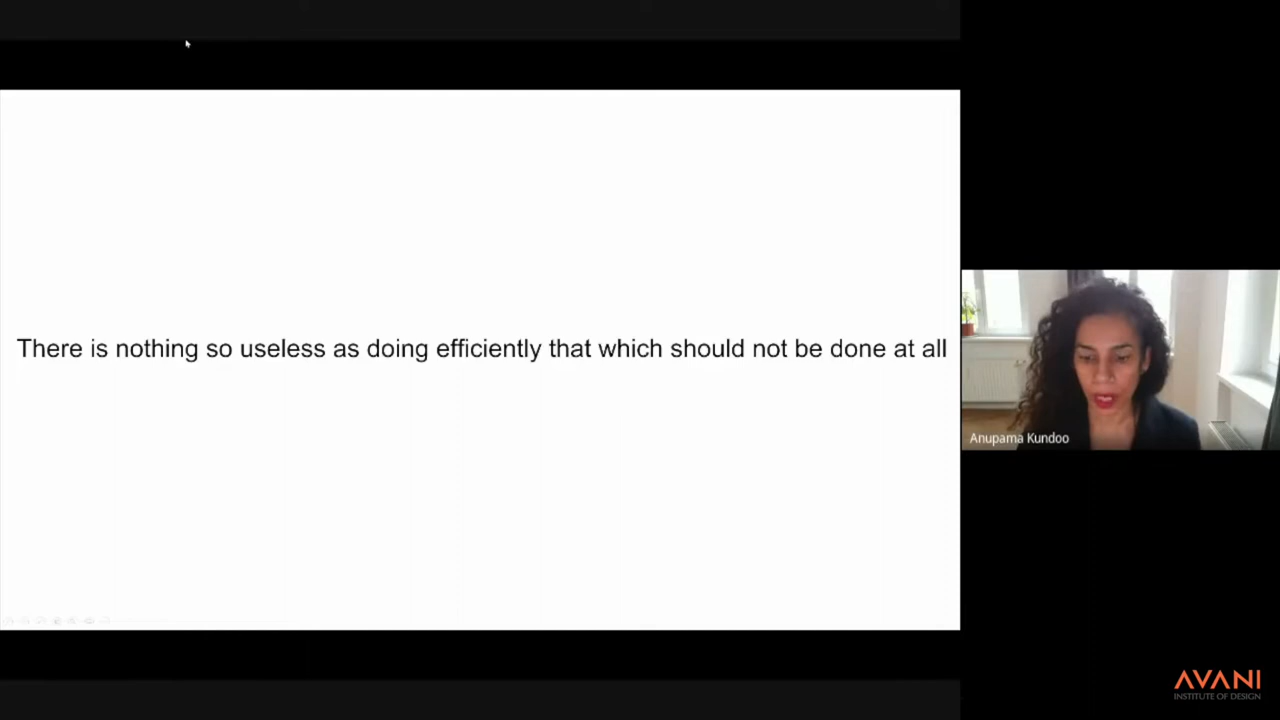 There is nothing so useless as doing efficiently that which should not be done at all
Anupama Kundoo
AVANI
INSTITUTE OF DESIGN